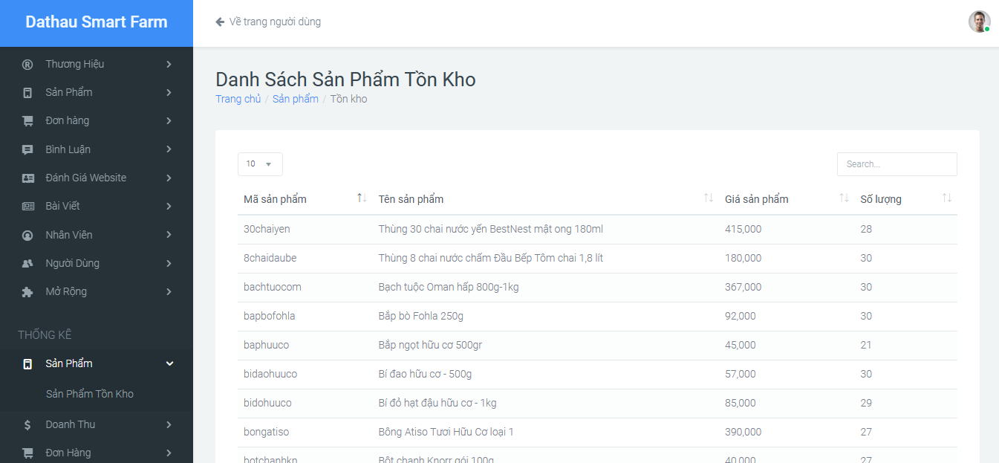 Dathau Smart Farm
Về trang người dùng
Thương Hiệu
Sản Phẩm
Đơn hàng
Bình Luận
Đánh Giá Website
Bài Viết
Nhân Viên
Người Dùng
Mở Rộng
THỐNG KÊ
Sản Phẩm
Sản Phẩm Tồn Kho
Doanh Thu
Đơn Hàng
Danh Sách Sản Phẩm Tồn Kho
Trang chủ / Sản phẩm / Tồn kho
10 Search...
Mã sản phẩm Tên sản phẩm Giá sản phẩm Số lượng
30chaiyen Thùng 30 chai nước yến BestNest mật ong 180ml 415,000 28
8chaidaube Thùng 8 chai nước chấm Đầu Bếp Tôm chai 1,8 lít 180,000 30
bachtuocom Bạch tuộc Oman hấp 800g-1kg 367,000 30
bapbofohla Bắp bò Fohla 250g 92,000 30
baphuuco Bắp ngọt hữu cơ 500gr 45,000 21
bidaohuuco Bí đao hữu cơ - 500g 57,000 30
bidohuuco Bí đỏ hạt đậu hữu cơ - 1kg 85,000 29
bongatiso Bông Atiso Tươi Hữu Cơ loại 1 390,000 27
botchanhkn Bột chanh Knorr gói 100g 40,000 27